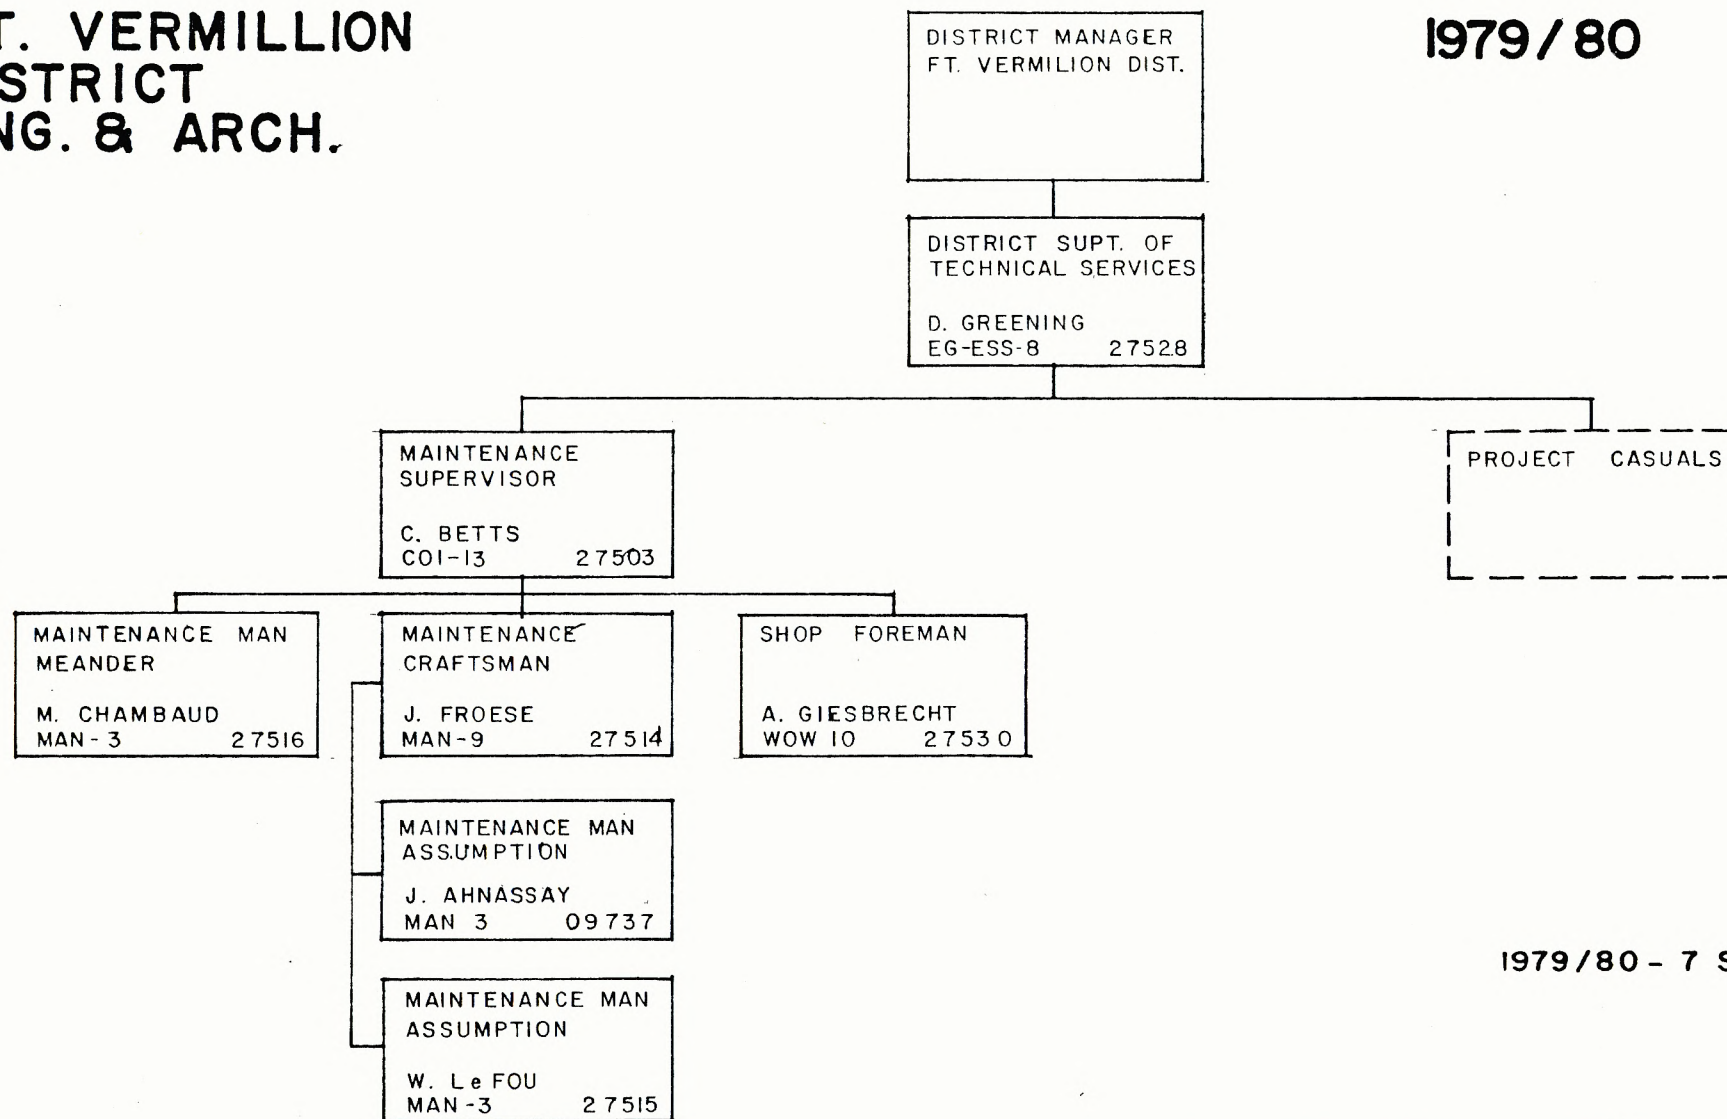 T. VERMILLION
STRICT
NG. & ARCH.
1979/80
DISTRICT MANAGER
FT. VERMILION DIST.
DISTRICT SUPT. OF
TECHNICAL SERVICES
D. GREENING
EG-ESS-8 27528
MAINTENANCE
SUPERVISOR
C. BETTS
COI-13 27503
PROJECT CASUALS
MAINTENANCE MAN
MEANDER
M. CHAMBAUD
MAN-3 27516
MAINTENANCE
CRAFTSMAN
J. FROESE
MAN-9 27514
SHOP FOREMAN
A. GIESBRECHT
WOW 10 27530
MAINTENANCE MAN
ASSUMPTION
J. AHNASSAY
MAN 3 09737
MAINTENANCE MAN
ASSUMPTION
W. Le FOU
MAN-3 27515
1979/80 - 7 S